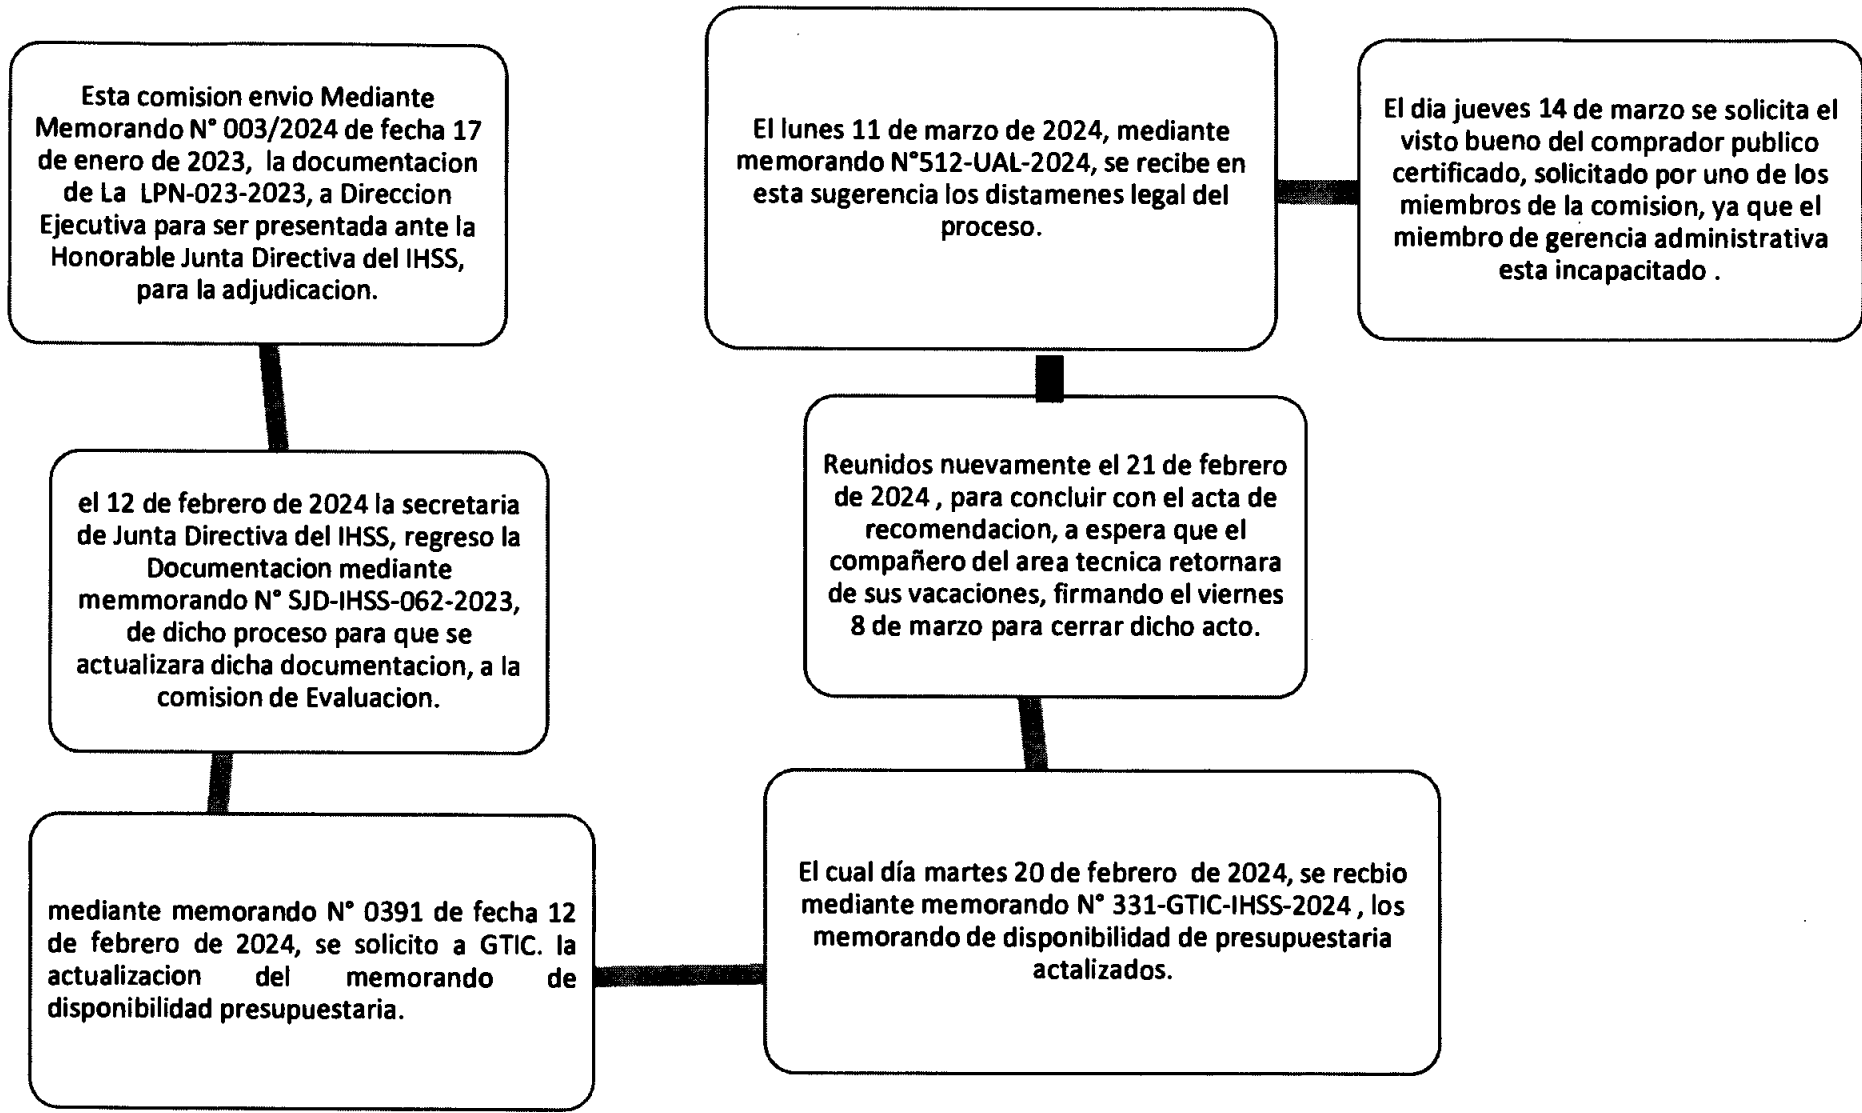 Esta comision envio Mediante
Memorando N° 003/2024 de fecha 17
de enero de 2023, la documentacion
de La LPN-023-2023, a Direccion
Ejecutiva para ser presentada ante la
Honorable Junta Directiva del IHSS,
para la adjudicacion.
el 12 de febrero de 2024 la secretaria
de Junta Directiva del IHSS, regreso la
Documentacion mediante
memmorando N° SJD-IHSS-062-2023,
de dicho proceso para que se
actualizara dicha documentacion, a la
comision de Evaluacion.
mediante memorando N° 0391 de fecha 12
de febrero de 2024, se solicito a GTIC. la
actualizacion del memorando de
disponibilidad presupuestaria.
El cual día martes 20 de febrero de 2024, se recbio
mediante memorando N° 331-GTIC-IHSS-2024 , los
memorando de disponibilidad de presupuestaria
actalizados.
Reunidos nuevamente el 21 de febrero
de 2024 , para concluir con el acta de
recomendacion, a espera que el
compañero del area tecnica retornara
de sus vacaciones, firmando el viernes
8 de marzo para cerrar dicho acto.
El lunes 11 de marzo de 2024, mediante
memorando N°512-UAL-2024, se recibe en
esta sugerencia los distamenes legal del
proceso.
El dia jueves 14 de marzo se solicita el
visto bueno del comprador publico
certificado, solicitado por uno de los
miembros de la comision, ya que el
miembro de gerencia administrativa
esta incapacitado .